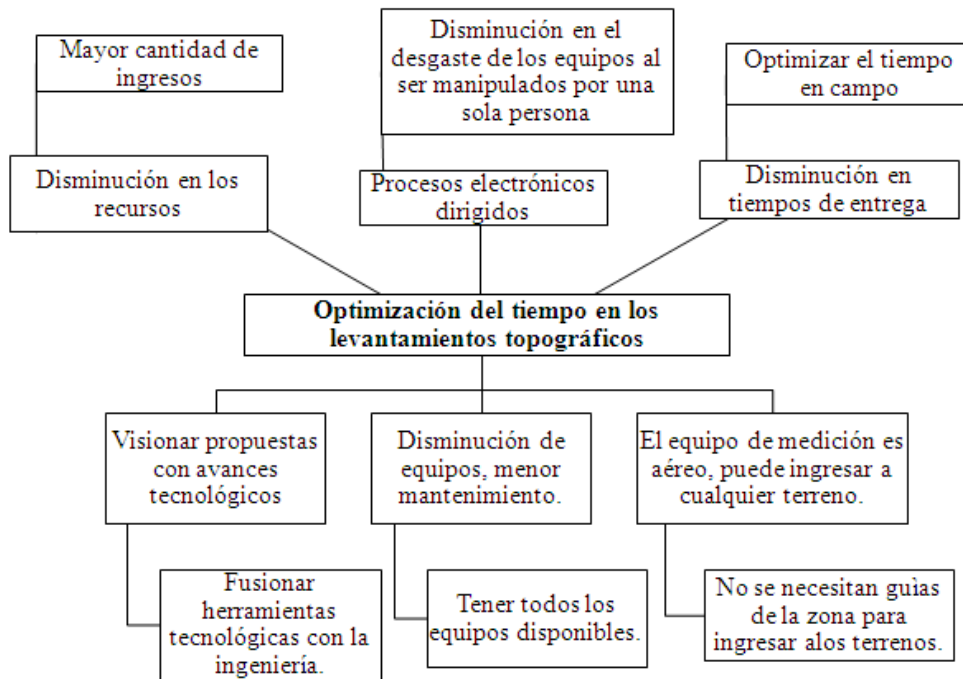 Mayor cantidad de
ingresos
Disminución en el
desgaste de los equipos al
ser manipulados por una
sola persona
Optimizar el tiempo
en campo
Disminución en los
recursos
Procesos electrónicos
dirigidos
Disminución en
tiempos de entrega
Optimización del tiempo en los
levantamientos topográficos
Visionar propuestas
con avances
tecnológicos
Disminución de
equipos, menor
mantenimiento.
El equipo de medición es
aéreo, puede ingresar a
cualquier terreno.
Fusionar
herramientas
tecnológicas con la
ingeniería.
Tener todos los
equipos disponibles.
No se necesitan guìas
de la zona para
ingresar alos terrenos.